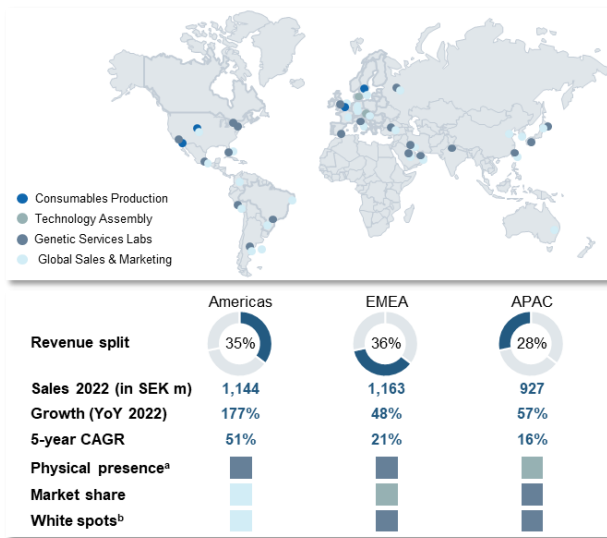 Consumables Production
Technology Assembly
Genetic Services Labs
Global Sales & Marketing
Americas EMEA APAC
Revenue split 35% 36% 28%
Sales 2022 (in SEK m) 1,144 1,163 927
Growth (YoY 2022) 177% 48% 57%
5-year CAGR 51% 21% 16%
Physical presenceᵃ
Market share
White spotsᵇ